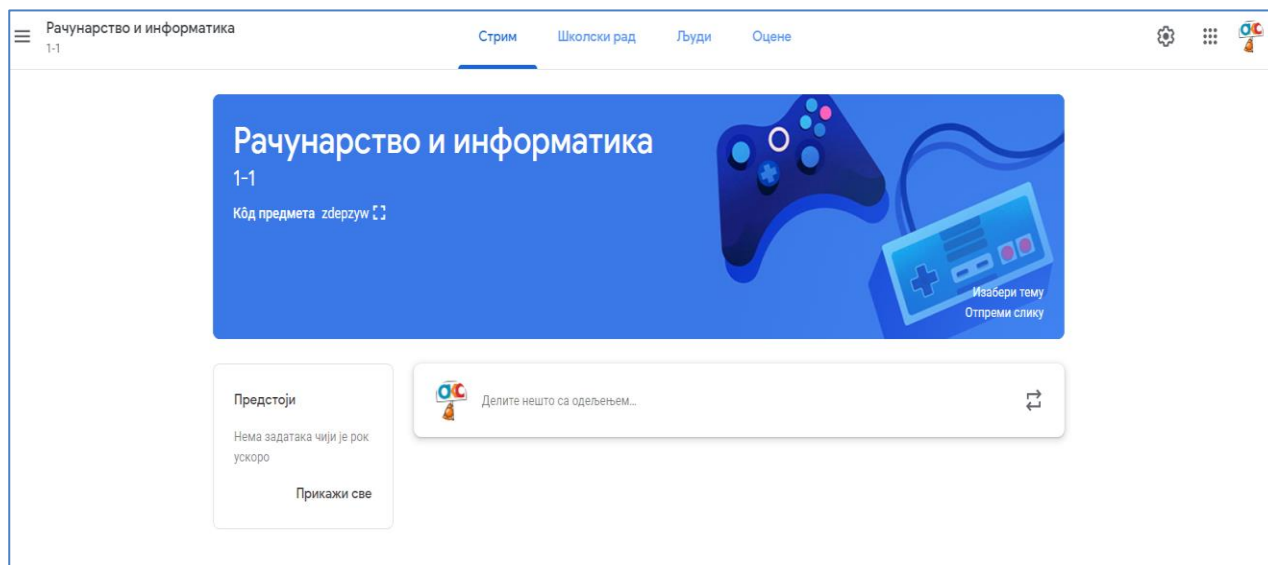 Рачунарство и информатика
1-1
Стрим Школски рад Људи Оцене
Рачунарство и информатика
1-1
Кôд предмета zdepzyw
Изабери тему
Отпреми слику
Предстоји
Нема задатака чији је рок
ускоро
Прикажи све
Делите нешто са одељењем...